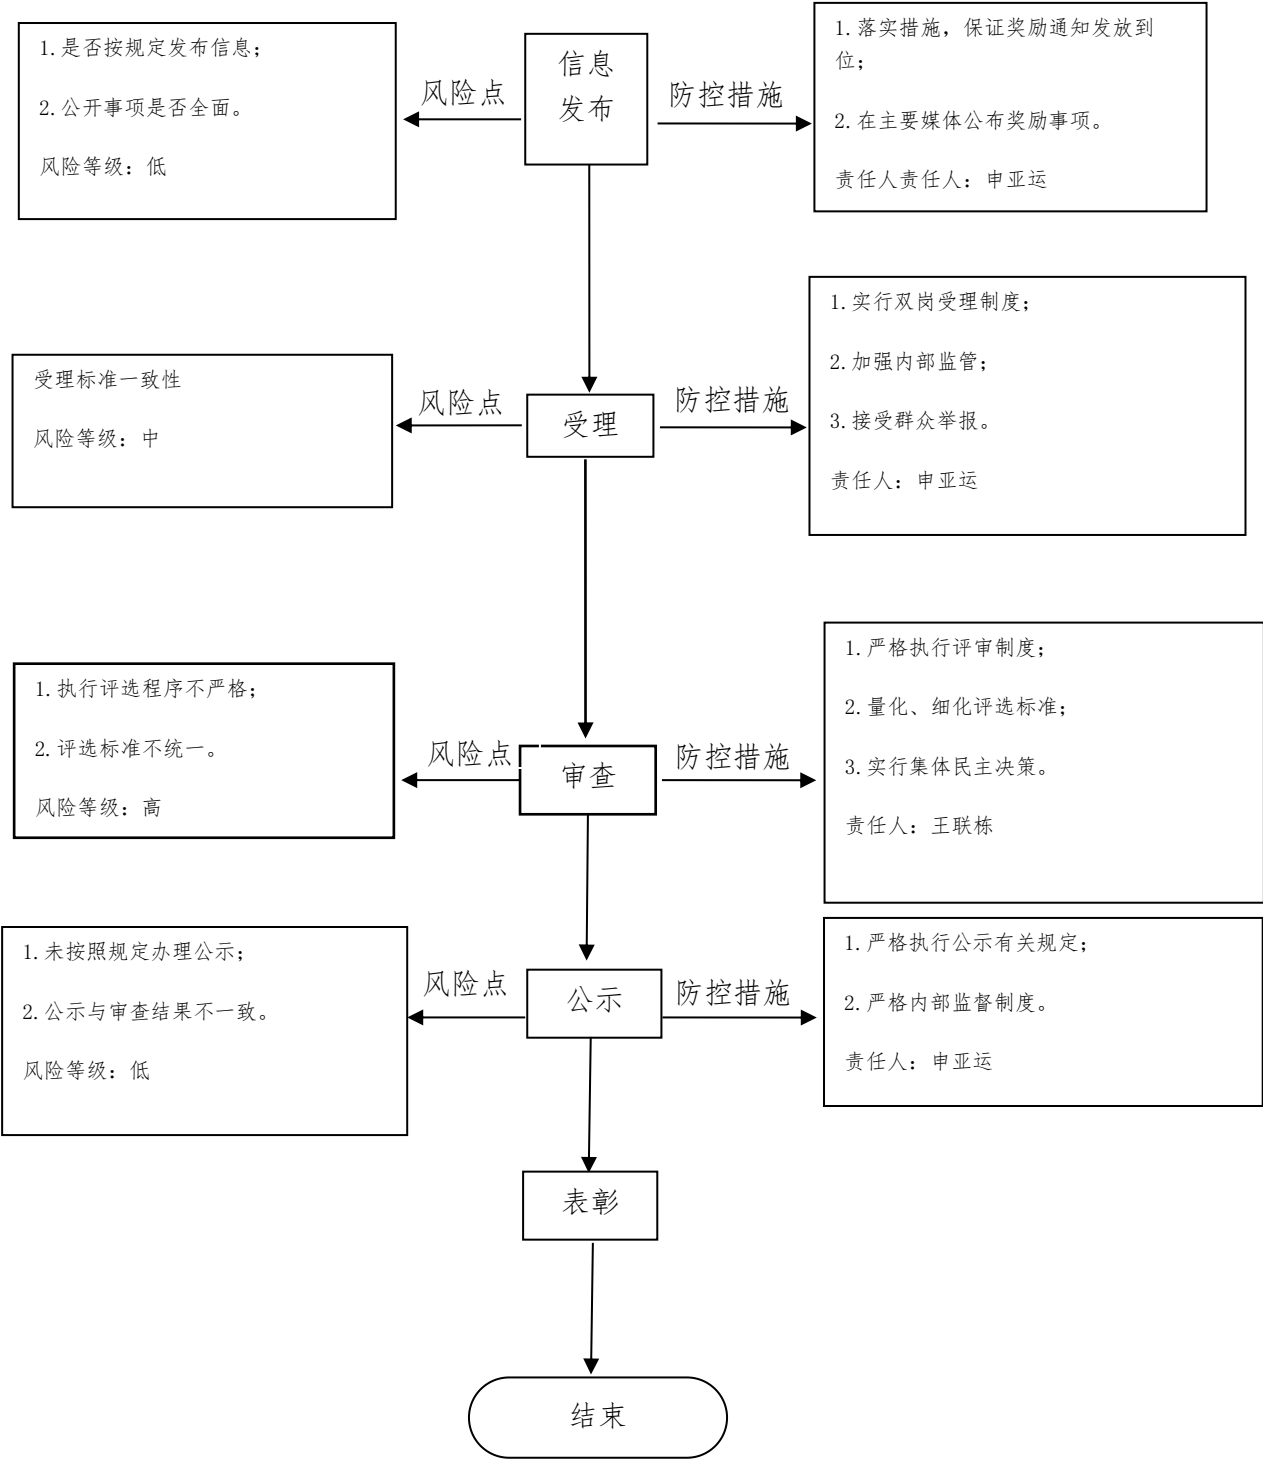 1.是否按规定发布信息；
2.公开事项是否全面。
风险等级：低
风险点
信息
发布
防控措施
1.落实措施，保证奖励通知发放到
位；
2.在主要媒体公布奖励事项。
责任人责任人：申亚运
受理标准一致性
风险等级：中
风险点
受理
防控措施
1.实行双岗受理制度；
2.加强内部监管；
3.接受群众举报。
责任人：申亚运
1.执行评选程序不严格；
2.评选标准不统一。
风险等级：高
风险点
审查
防控措施
1.严格执行评审制度；
2.量化、细化评选标准；
3.实行集体民主决策。
责任人：王联栋
1.未按照规定办理公示；
2.公示与审查结果不一致。
风险等级：低
风险点
公示
防控措施
1.严格执行公示有关规定；
2.严格内部监督制度。
责任人：申亚运
表彰
结束